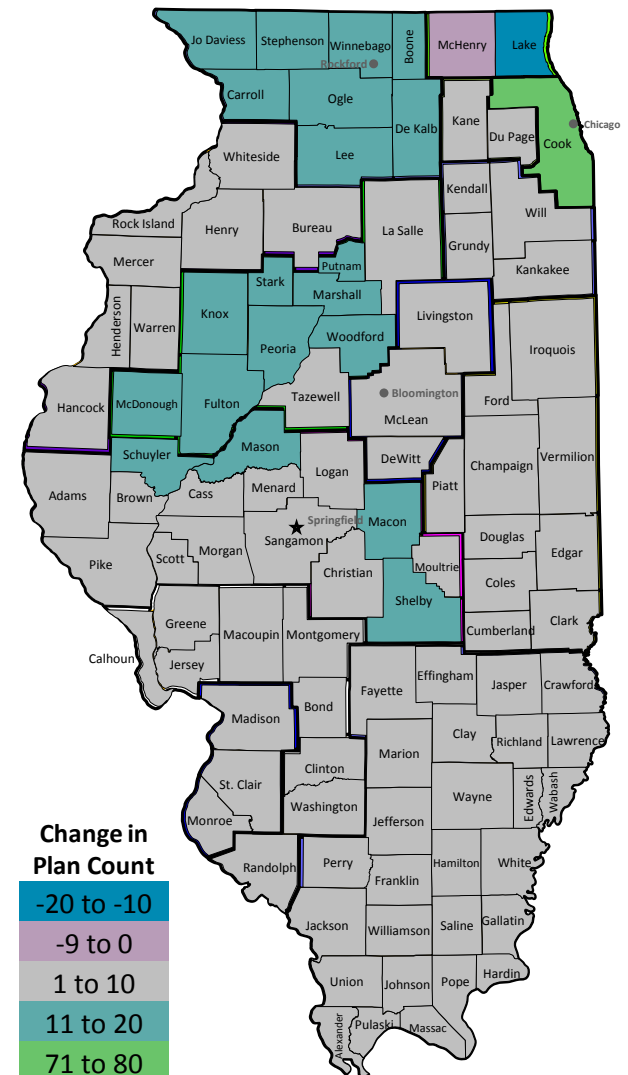 Jo Daviess
Stephenson
Winnebago
Boone
McHenry
Lake
Rockford
Carroll
Ogle
De Kalb
Kane
Du Page
Cook
Chicago
Whiteside
Lee
Kendall
Will
Rock Island
Henry
Bureau
La Salle
Grundy
Mercer
Putnam
Kankakee
Stark
Marshall
Henderson
Warren
Knox
Peoria
Woodford
Livingston
Iroquois
Hancock
McDonough
Fulton
Tazewell
Bloomington
McLean
Ford
Schuyler
Mason
Logan
DeWitt
Champaign
Vermilion
Adams
Brown
Cass
Menard
Piatt
Springfield
Macon
Sangamon
Douglas
Edgar
Pike
Scott
Morgan
Christian
Moultrie
Coles
Shelby
Greene
Macoupin
Montgomery
Cumberland
Clark
Calhoun
Jersey
Effingham
Fayette
Jasper
Crawford
Madison
Bond
Clay
Richland
Lawrence
Marion
Clinton
St. Clair
Wayne
Edwards
Wabash
Washington
Monroe
Jefferson
Randolph
Perry
Hamilton
White
Franklin
Jackson
Williamson
Saline
Gallatin
Union
Johnson
Pope
Hardin
Alexander
Pulaski
Massac
Change in
Plan Count
-20 to -10
-9 to 0
1 to 10
11 to 20
71 to 80